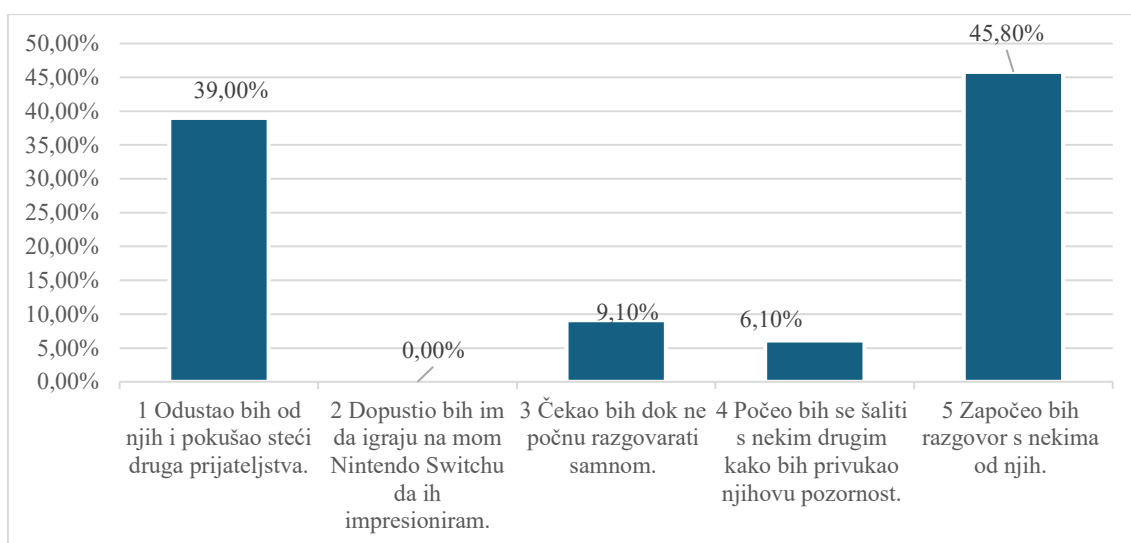 50,00%
45,00%
40,00%
35,00%
30,00%
25,00%
20,00%
15,00%
10,00%
5,00%
0,00%
39,00%
0,00%
9,10%
6,10%
45,80%
1 Odustao bih od
njih i pokušao steći
druga prijateljstva.
2 Dopustio bih im
da igraju na mom
Nintendo Switchu
da ih
impresioniram.
3 Čekao bih dok ne
počnu razgovarati
samnom.
4 Počeo bih se šaliti
s nekim drugim
kako bih privukao
njihovu pozornost.
5 Započeo bih
razgovor s nekima
od njih.